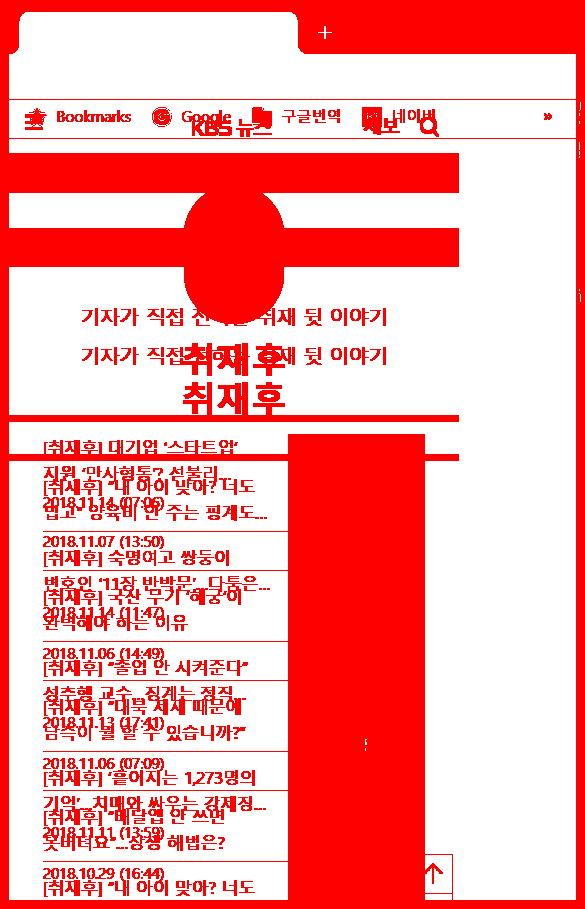 +
Bookmarks Google 구글번역 네이버 »
KBS 뉴스 제보
기자가 직접 취재 뒷 이야기
기자가 직접 취재 뒷 이야기
취재후
취재후
[취재후] 대기업 ‘스타트업’
지원 ‘만사형통’? 섣불리...
[취재후] “내 아이 맞아? 너도
2018.11.14 (07:06)
법고” 양육비 안 주는 핑계도...
2018.11.07 (13:50)
[취재후] 숙명여고 쌍둥이
변호인 ‘11장 반박문’...다툼은...
[취재후] 국산 무기 ‘해궁’이
2018.11.14 (11:47)
완벽해야 하는 이유
2018.11.06 (14:49)
[취재후] “졸업 안 시켜준다”
성추행 교수...징계는 정직...
[취재후] “대북 제재 때문에
2018.11.13 (17:41)
남측이 뭘 할 수 있습니까?”
2018.11.06 (07:09)
[취재후] ‘흩어지는 1,273명의
기억’...치매와 싸우는 강제징...
[취재후] “배달앱 안 쓰면
2018.11.11 (13:59)
못버텨요”...상생 해법은?
2018.10.29 (16:44)
[취재후] “내 아이 맞아? 너도